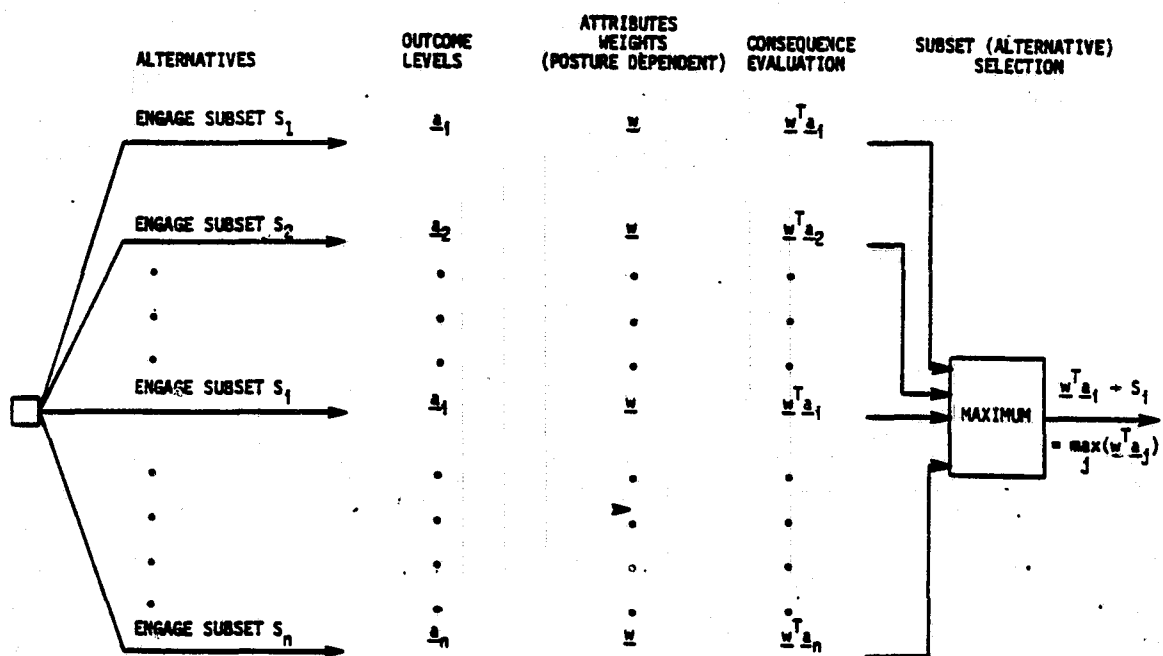 ALTERNATIVES
OUTCOME
LEVELS
ATTRIBUTES
WEIGHTS
(POSTURE DEPENDENT)
CONSEQUENCE
EVALUATION
SUBSET (ALTERNATIVE)
SELECTION
ENGAGE SUBSET S₁ a₁ w wᵀa₁
ENGAGE SUBSET S₂ a₂ w wᵀa₂
ENGAGE SUBSET Sᵢ aᵢ w wᵀaᵢ
MAXIMUM
wᵀaᵢ → Sᵢ
= max(wᵀaⱼ)
j
ENGAGE SUBSET Sₙ aₙ w wᵀaₙ